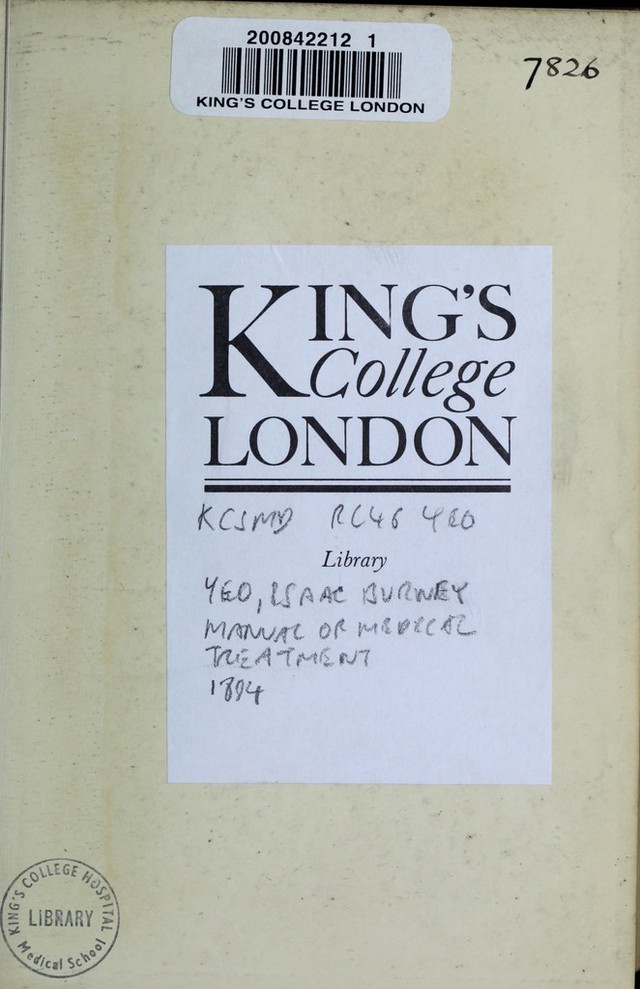 200842212 1
KING'S COLLEGE LONDON
7826
KING'S
College
LONDON
KCSMD RC46 YEO
Library
YEO, ISAAC BURNEY
MANUAL OF MEDICAL
TREATMENT
1894
KING'S COLLEGE HOSPITAL
LIBRARY
Medical School